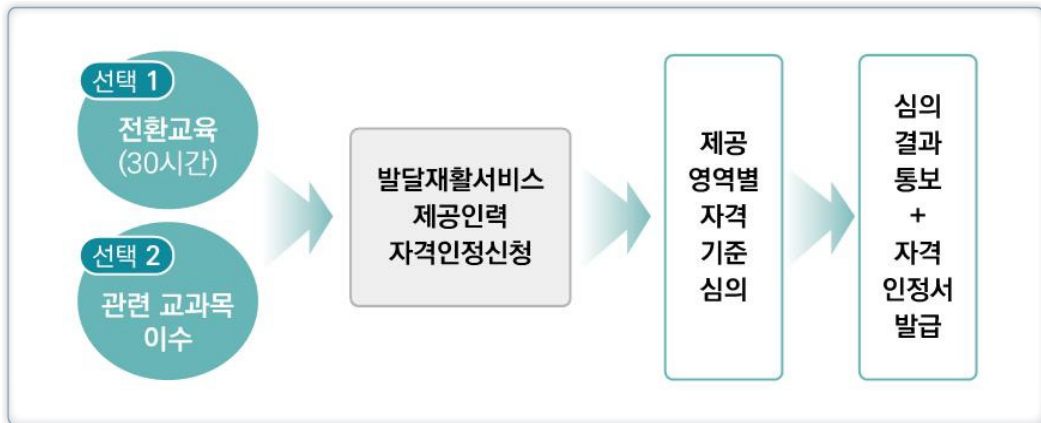 선택 1
전환교육
(30시간)
선택 2
관련 교과목
이수
발달재활서비스
제공인력
자격인정신청
제공
영역별
자격
기준
심의
심의
결과
통보
+
자격
인정서
발급